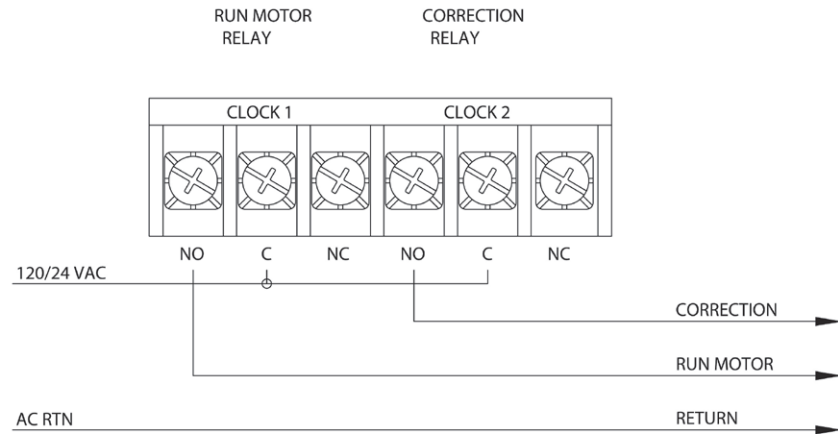 RUN MOTOR CORRECTION
RELAY RELAY
CLOCK 1 CLOCK 2
NO C NC NO C NC
120/24 VAC
CORRECTION
RUN MOTOR
AC RTN RETURN